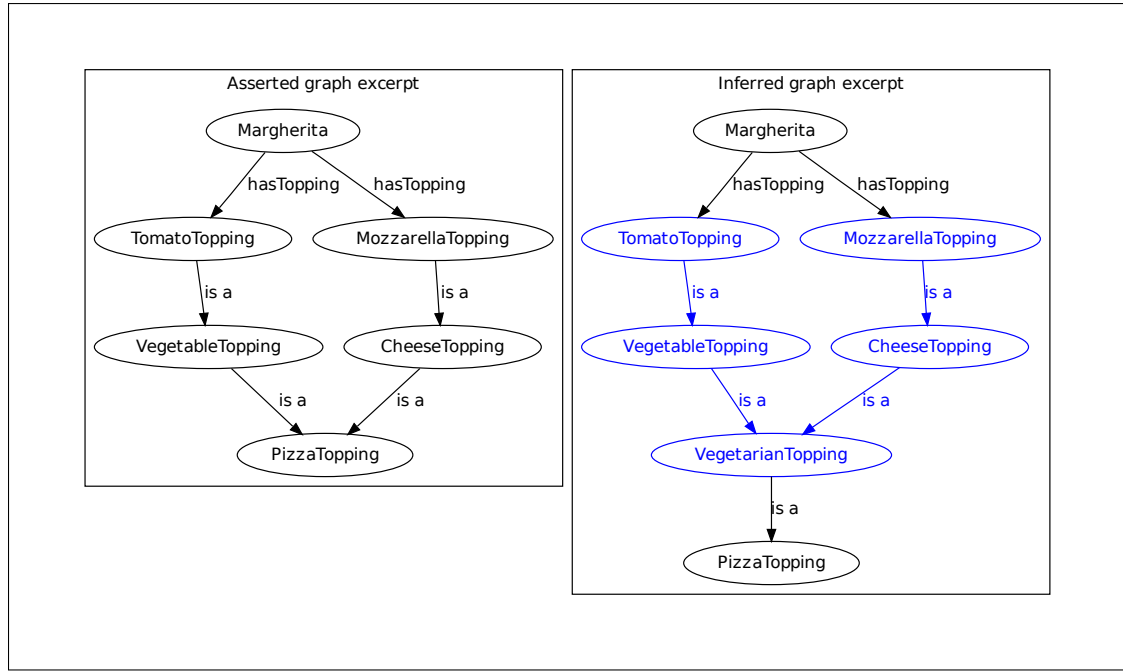 Asserted graph excerpt
Margherita
hasTopping hasTopping
TomatoTopping MozzarellaTopping
is a is a
VegetableTopping CheeseTopping
is a is a
PizzaTopping
Inferred graph excerpt
Margherita
hasTopping hasTopping
TomatoTopping MozzarellaTopping
is a is a
VegetableTopping CheeseTopping
is a is a
VegetarianTopping
is a
PizzaTopping